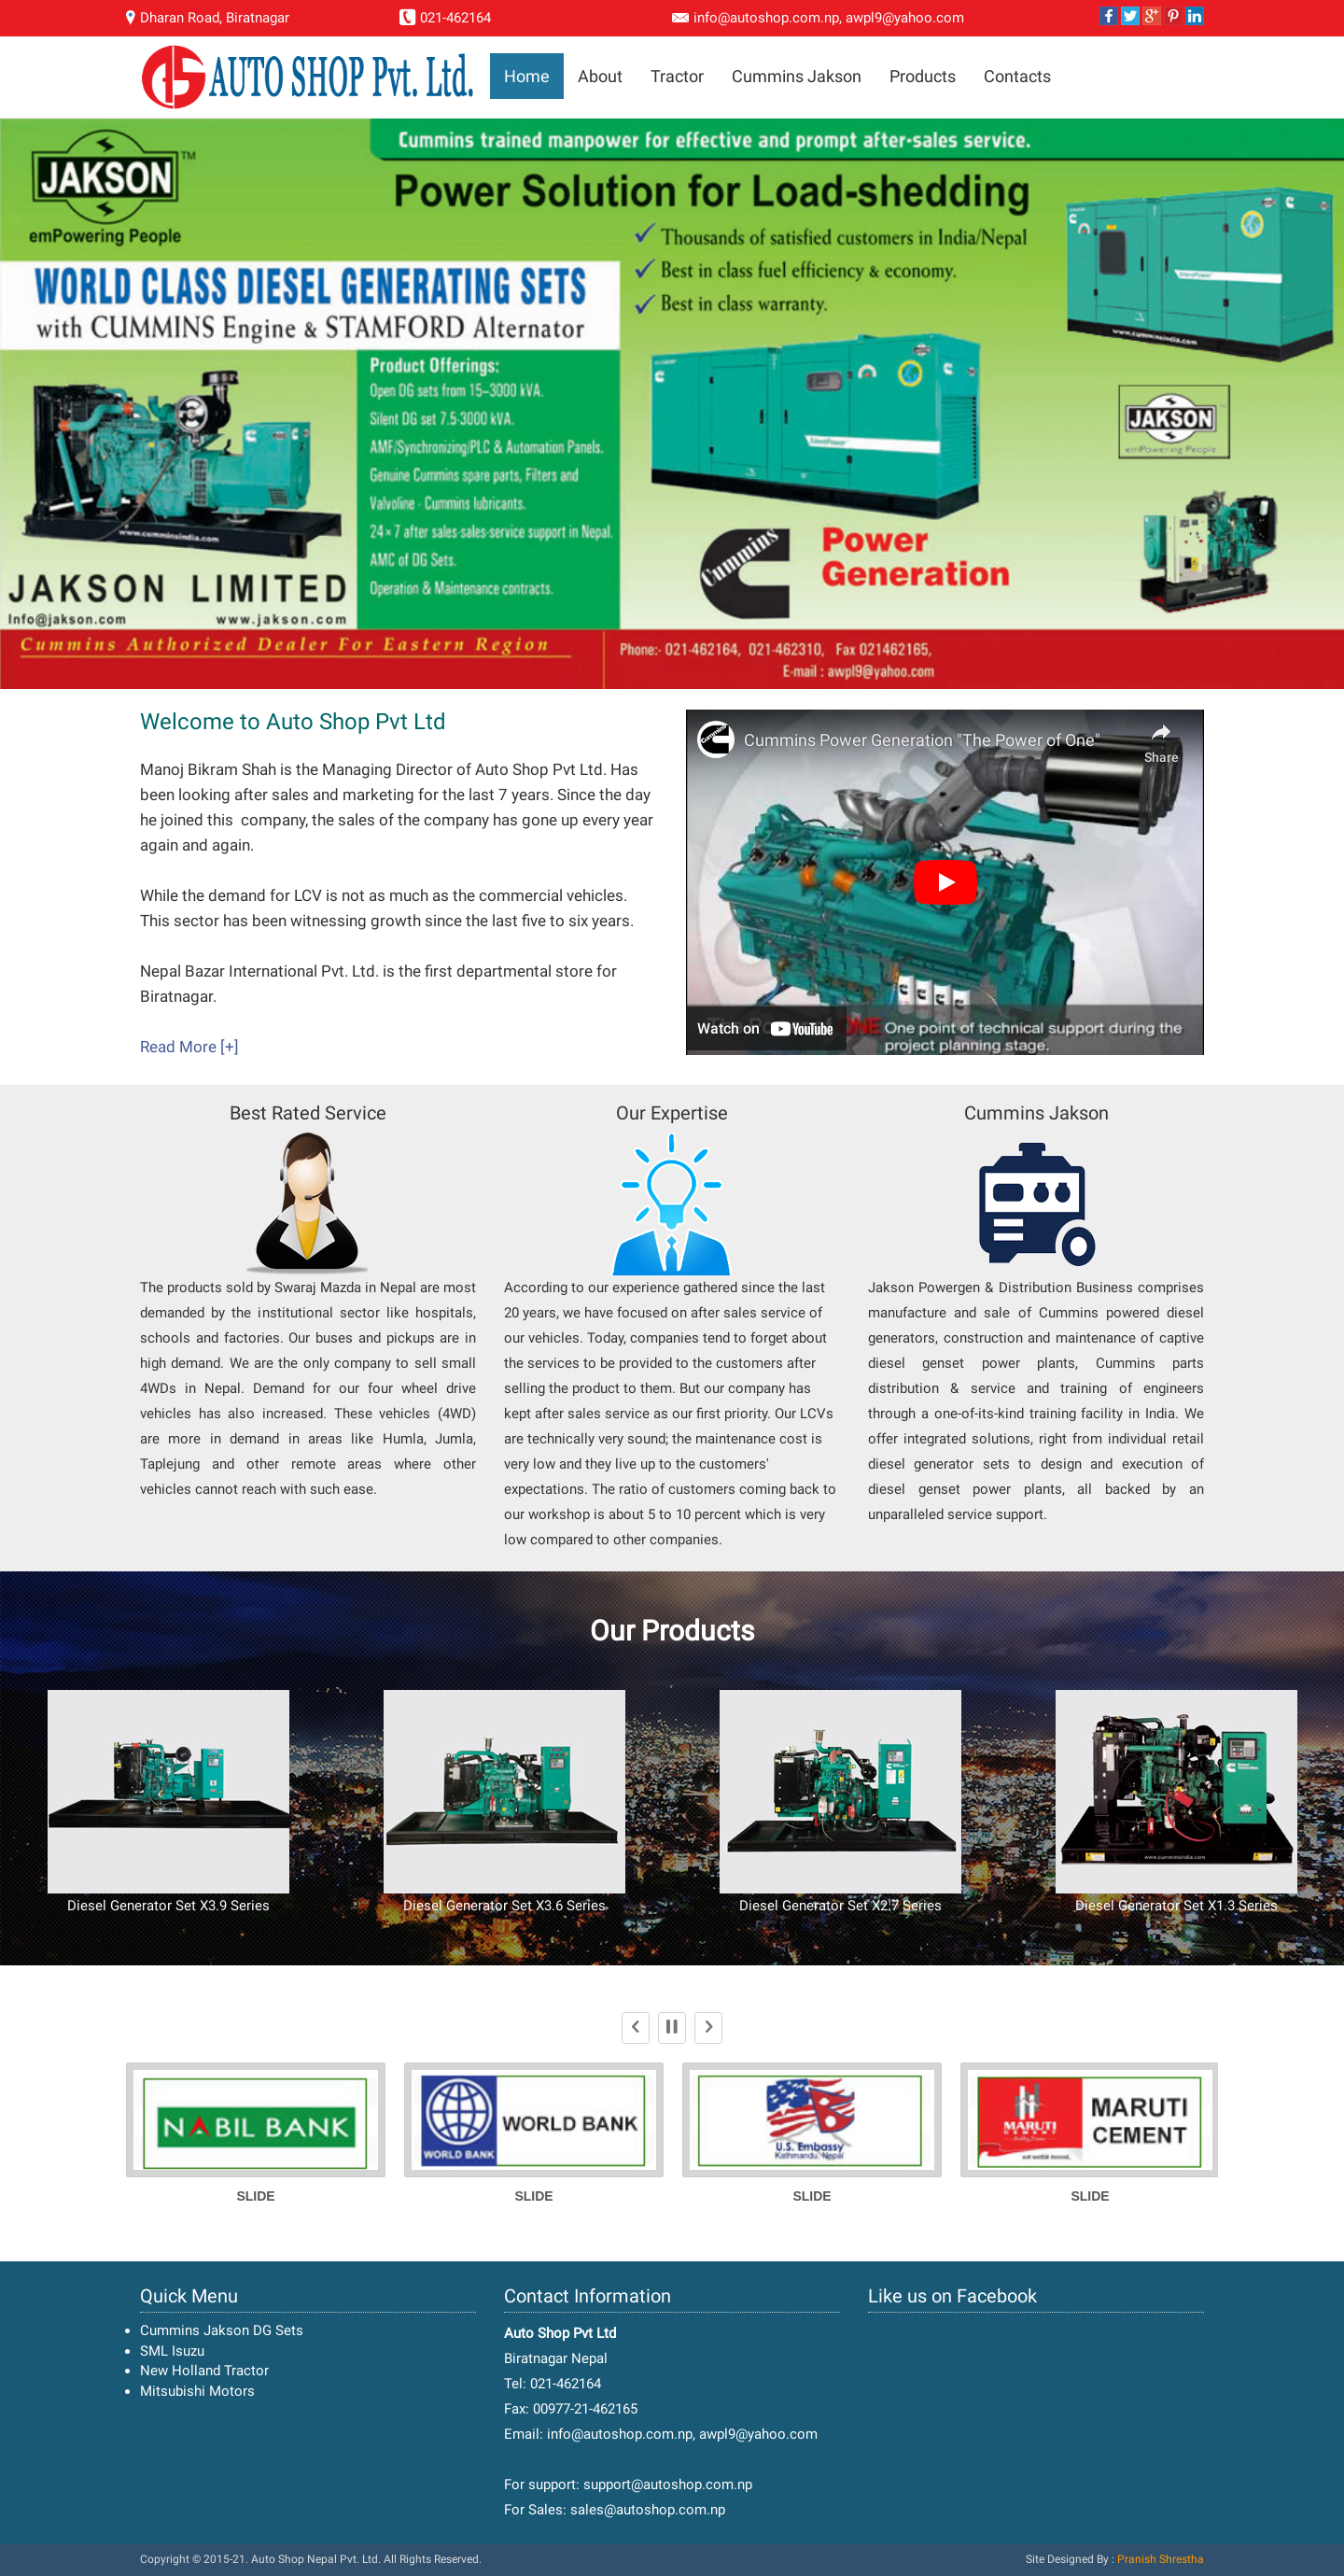 Dharan Road, Biratnagar
021-462164
info@autoshop.com.np, awpl9@yahoo.com
AUTO SHOP Pvt. Ltd.
Home
About
Tractor
Cummins Jakson
Products
Contacts
Cummins trained manpower for effective and prompt after-sales service.
JAKSON
TM
emPowering People
Power Solution for Load-shedding
Thousands of satisfied customers in India/Nepal
Best in class fuel efficiency & economy.
Best in class warranty.
WORLD CLASS DIESEL GENERATING SETS
with CUMMINS Engine & STAMFORD Alternator
Product Offerings:
Open DG sets from 15–3000 kVA.
Silent DG set 7.5-3000 kVA.
AMF/Synchronizing/PLC & Automation Panels.
Genuine Cummins spare parts, Filters and
Valvoline - Cummins lubricants.
24×7 after sales-sales-service support in Nepal.
AMC of DG Sets.
Operation & Maintenance contracts.
www.cumminsindia.com
www.cumminsindia.com
JAKSON
emPowering People
www.cumminsindia.com
JAKSON LIMITED
Info@jakson.com
www.jakson.com
Cummins
Power
Generation
Cummins Authorized Dealer For Eastern Region
Phone:- 021-462164, 021-462310, Fax 021462165,
E-mail : awpl9@yahoo.com
Welcome to Auto Shop Pvt Ltd
Manoj Bikram Shah is the Managing Director of Auto Shop Pvt Ltd. Has
been looking after sales and marketing for the last 7 years. Since the day
he joined this  company, the sales of the company has gone up every year
again and again.
While the demand for LCV is not as much as the commercial vehicles.
This sector has been witnessing growth since the last five to six years.
Nepal Bazar International Pvt. Ltd. is the first departmental store for
Biratnagar.
Read More [+]
Cummins Power Generation "The Power of One"
Share
Watch on YouTube
ONE One point of technical support during the
project planning stage.
Best Rated Service
The products sold by Swaraj Mazda in Nepal are most
demanded by the institutional sector like hospitals,
schools and factories. Our buses and pickups are in
high demand. We are the only company to sell small
4WDs in Nepal. Demand for our four wheel drive
vehicles has also increased. These vehicles (4WD)
are more in demand in areas like Humla, Jumla,
Taplejung and other remote areas where other
vehicles cannot reach with such ease.
Our Expertise
According to our experience gathered since the last
20 years, we have focused on after sales service of
our vehicles. Today, companies tend to forget about
the services to be provided to the customers after
selling the product to them. But our company has
kept after sales service as our first priority. Our LCVs
are technically very sound; the maintenance cost is
very low and they live up to the customers'
expectations. The ratio of customers coming back to
our workshop is about 5 to 10 percent which is very
low compared to other companies.
Cummins Jakson
Jakson Powergen & Distribution Business comprises
manufacture and sale of Cummins powered diesel
generators, construction and maintenance of captive
diesel genset power plants, Cummins parts
distribution & service and training of engineers
through a one-of-its-kind training facility in India. We
offer integrated solutions, right from individual retail
diesel generator sets to design and execution of
diesel genset power plants, all backed by an
unparalleled service support.
Our Products
www.cumminsindia.com
Diesel Generator Set X3.9 Series
Diesel Generator Set X3.6 Series
Diesel Generator Set X2.7 Series
Diesel Generator Set X1.3 Series
NABIL BANK
WORLD BANK
WORLD BANK
U.S. Embassy
Kathmandu, Nepal
MARUTI
CEMENT
MARUTI
CEMENT
SLIDE
SLIDE
SLIDE
SLIDE
Quick Menu
Cummins Jakson DG Sets
SML Isuzu
New Holland Tractor
Mitsubishi Motors
Contact Information
Auto Shop Pvt Ltd
Biratnagar Nepal
Tel: 021-462164
Fax: 00977-21-462165
Email: info@autoshop.com.np, awpl9@yahoo.com
For support: support@autoshop.com.np
For Sales: sales@autoshop.com.np
Like us on Facebook
Copyright © 2015-21. Auto Shop Nepal Pvt. Ltd. All Rights Reserved.
Site Designed By : Pranish Shrestha